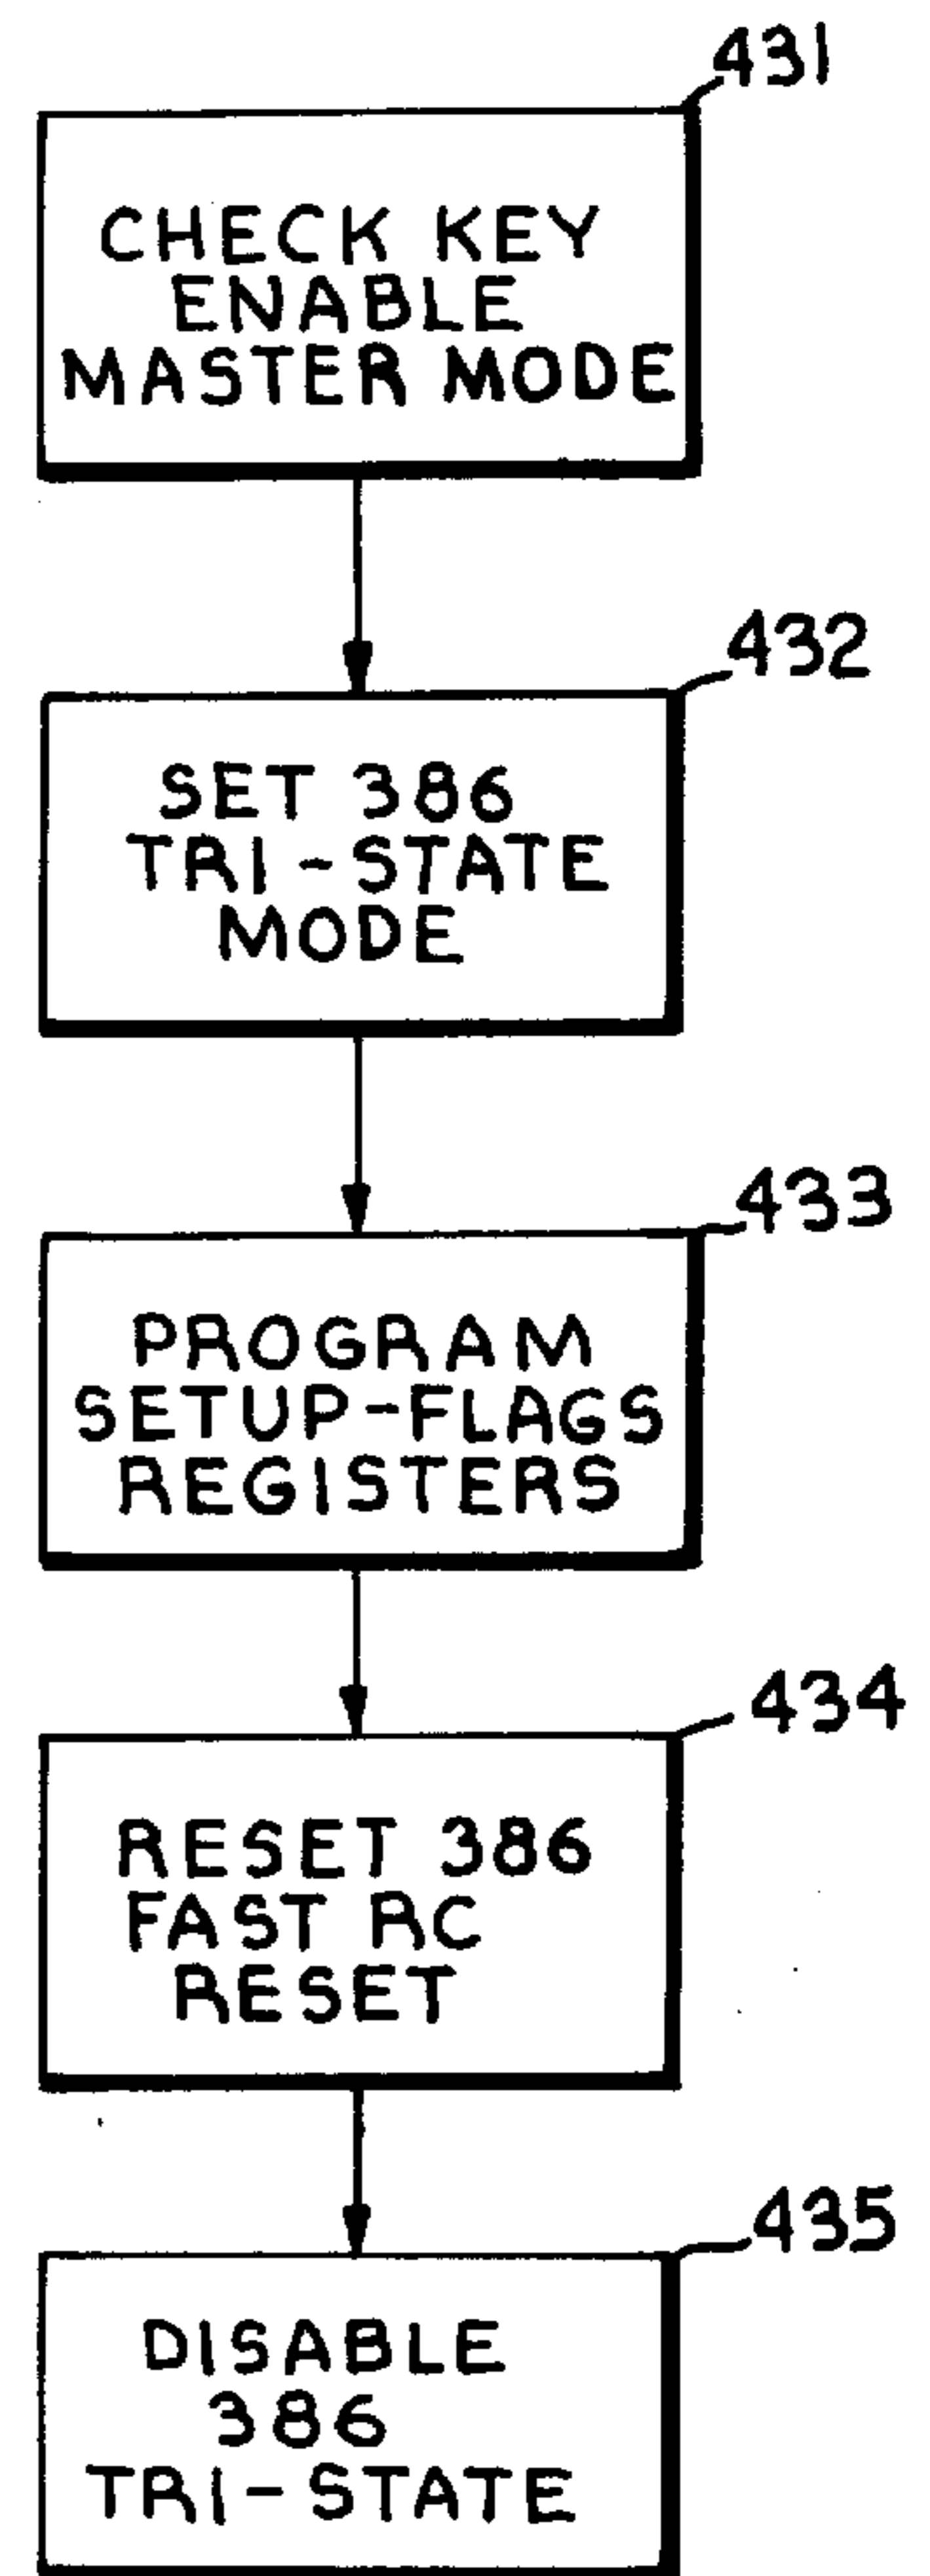 431
CHECK KEY
ENABLE
MASTER MODE
432
SET 386
TRI-STATE
MODE
433
PROGRAM
SETUP-FLAGS
REGISTERS
434
RESET 386
FAST RC
RESET
435
DISABLE
386
TRI-STATE